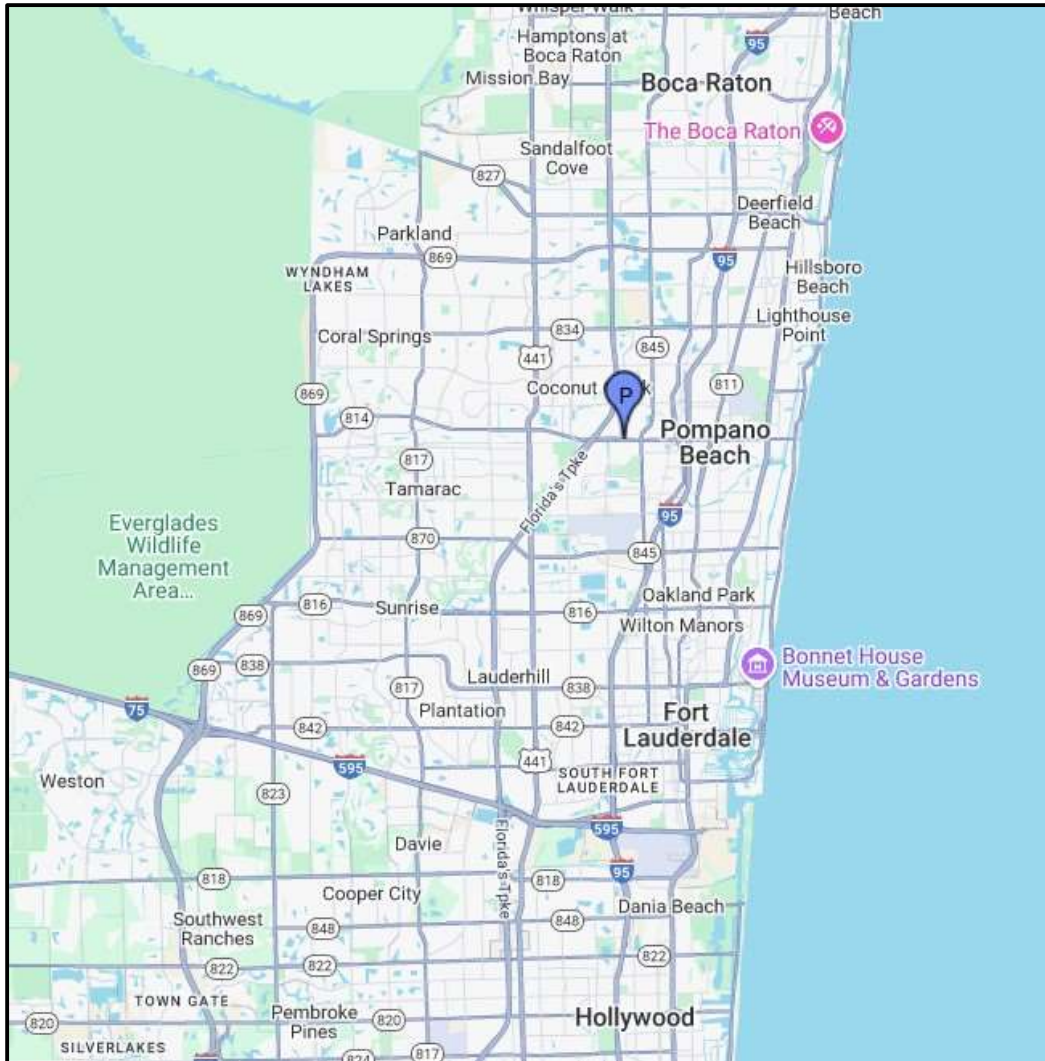 Whisper Walk
Beach
Hamptons at
Boca Raton
95
Mission Bay
Boca Raton
The Boca Raton
Sandalfoot
Cove
827
Deerfield
Beach
Parkland
869
95
WYNDHAM
LAKES
Hillsboro
Beach
Lighthouse
Point
834
Coral Springs
845
441
811
Coconut
869
P
814
Pompano
Beach
817
Tamarac
Florida's Tpke
95
Everglades
Wildlife
Management
Area...
870
845
Oakland Park
816
Sunrise
816
869
Wilton Manors
838
869
Bonnet House
Museum & Gardens
Lauderhill
817
838
75
Plantation
Fort
Lauderdale
842
842
441
595
Weston
SOUTH FORT
LAUDERDALE
823
595
Florida's Tpke
Davie
95
818
818
Cooper City
Dania Beach
Southwest
Ranches
848
848
822
822
822
TOWN GATE
Pembroke
Pines
Hollywood
820
820
SILVERLAKES
824
817